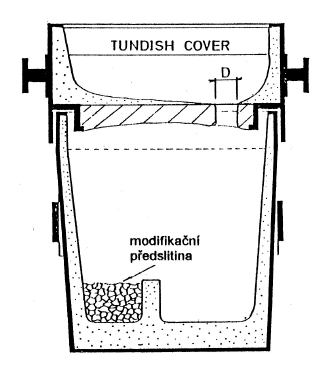 TUNDISH COVER
D
modifikační
předslitina